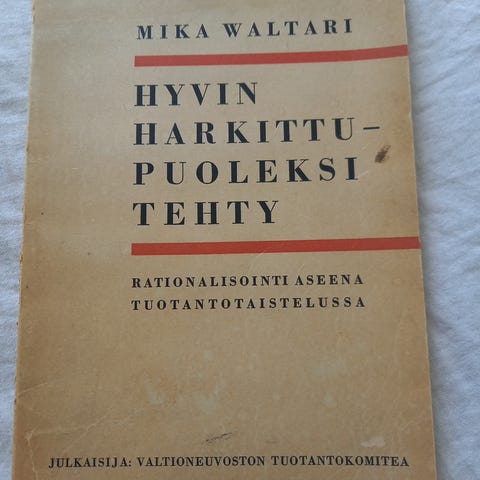 MIKA WALTARI
HYVIN
HARKITTU–
PUOLEKSI
TEHTY
RATIONALISOINTI ASEENA
TUOTANTOTAISTELUSSA
JULKAISIJA: VALTIONEUVOSTON TUOTANTOKOMITEA